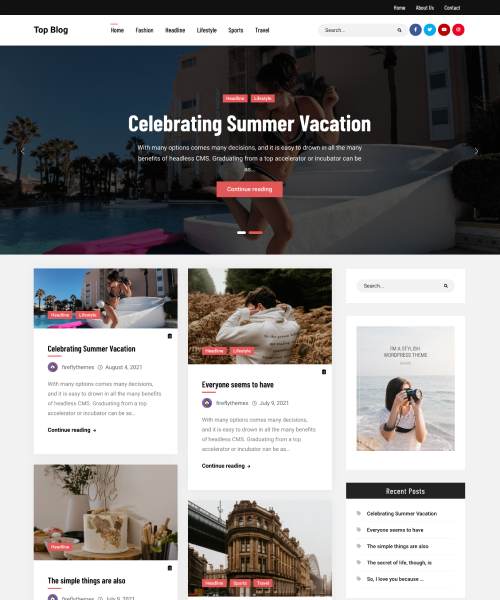 Home About Us Contact
Top Blog
Home Fashion Headline Lifestyle Sports Travel
Search...
Headline Lifestyle
Celebrating Summer Vacation
With many options comes many decisions, and it is easy to drown in all the many
benefits of headless CMS. Graduating from a top accelerator or incubator can be
as...
Continue reading
Headline Lifestyle
Celebrating Summer Vacation
fireflythemes August 4, 2021
With many options comes many decisions,
and it is easy to drown in all the many benefits
of headless CMS. Graduating from a top
accelerator or incubator can be as...
Continue reading
Headline
The simple things are also
fireflythemes July 9, 2021
Headline Lifestyle
Everyone seems to have
fireflythemes July 9, 2021
With many options comes many decisions,
and it is easy to drown in all the many benefits
of headless CMS. Graduating from a top
accelerator or incubator can be as...
Continue reading
Headline Sports Travel
Search...
I'M A STYLISH
WORDPRESS THEME
Recent Posts
Celebrating Summer Vacation
Everyone seems to have
The simple things are also
The secret of life, though, is
So, I love you because ...